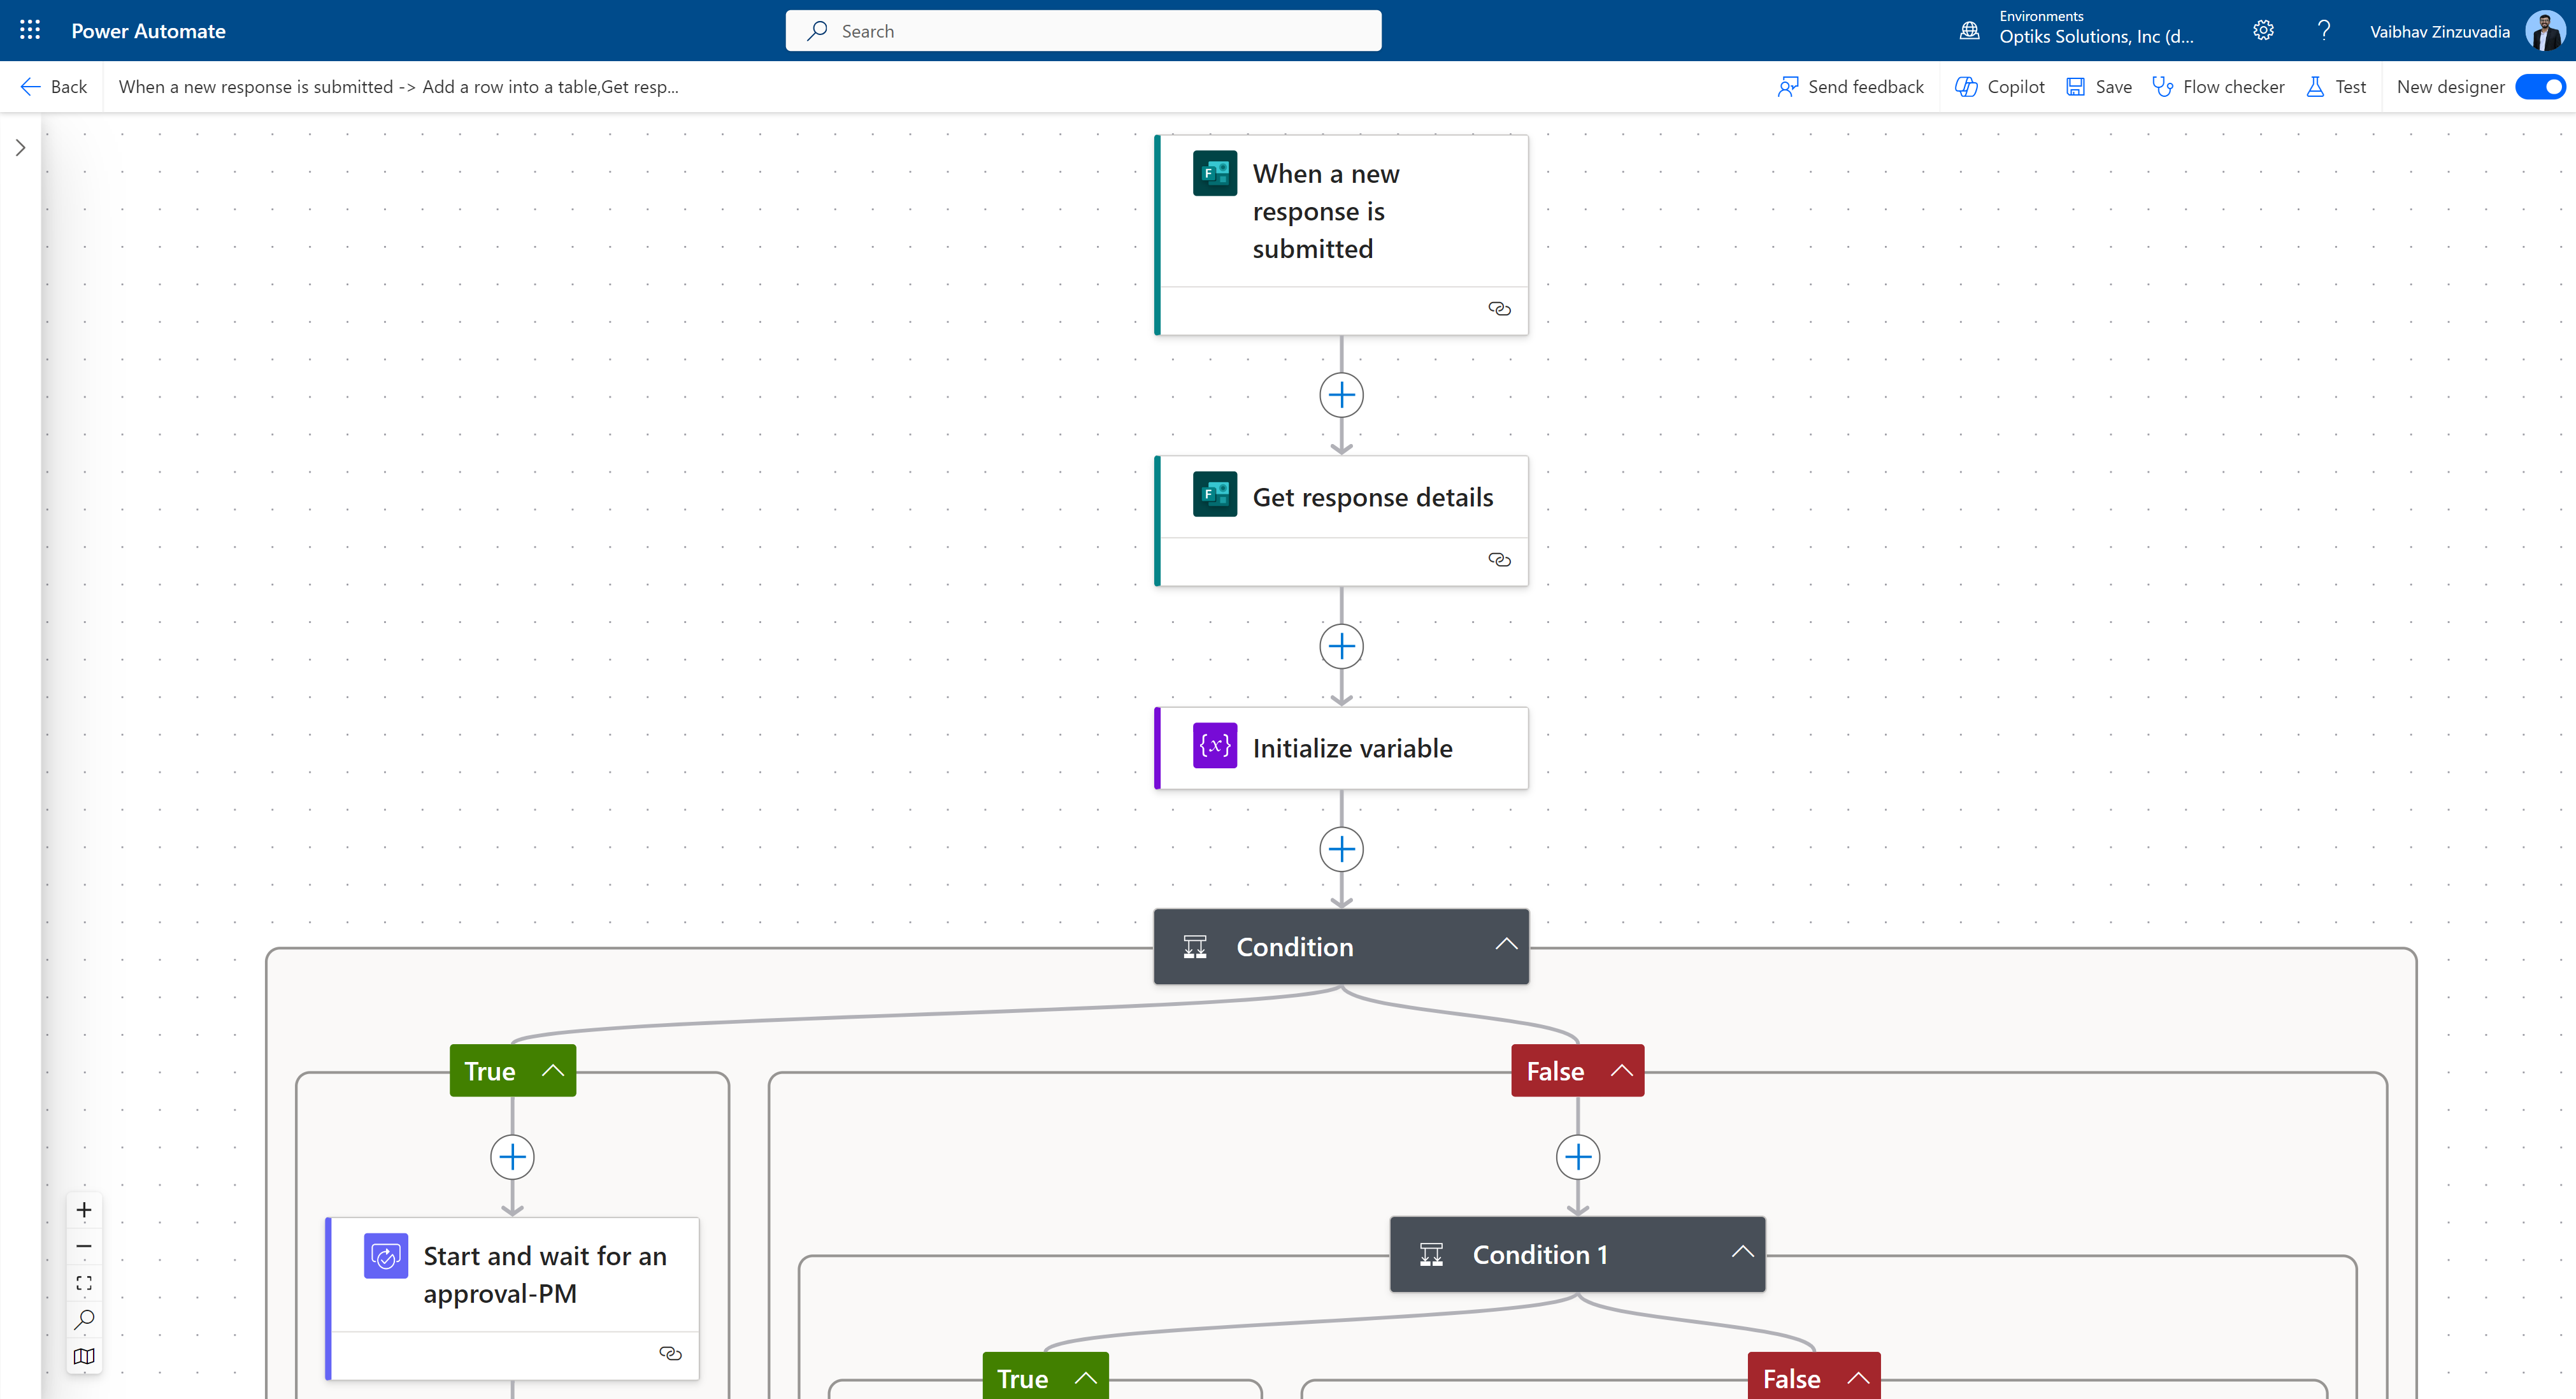 Power Automate
Search
Environments
Optiks Solutions, Inc (d...
Vaibhav Zinzuvadia
Back
When a new response is submitted -> Add a row into a table,Get resp...
Send feedback
Copilot
Save
Flow checker
Test
New designer
When a new
response is
submitted
Get response details
{x}
Initialize variable
Condition
True
False
Start and wait for an
approval-PM
Condition 1
True
False